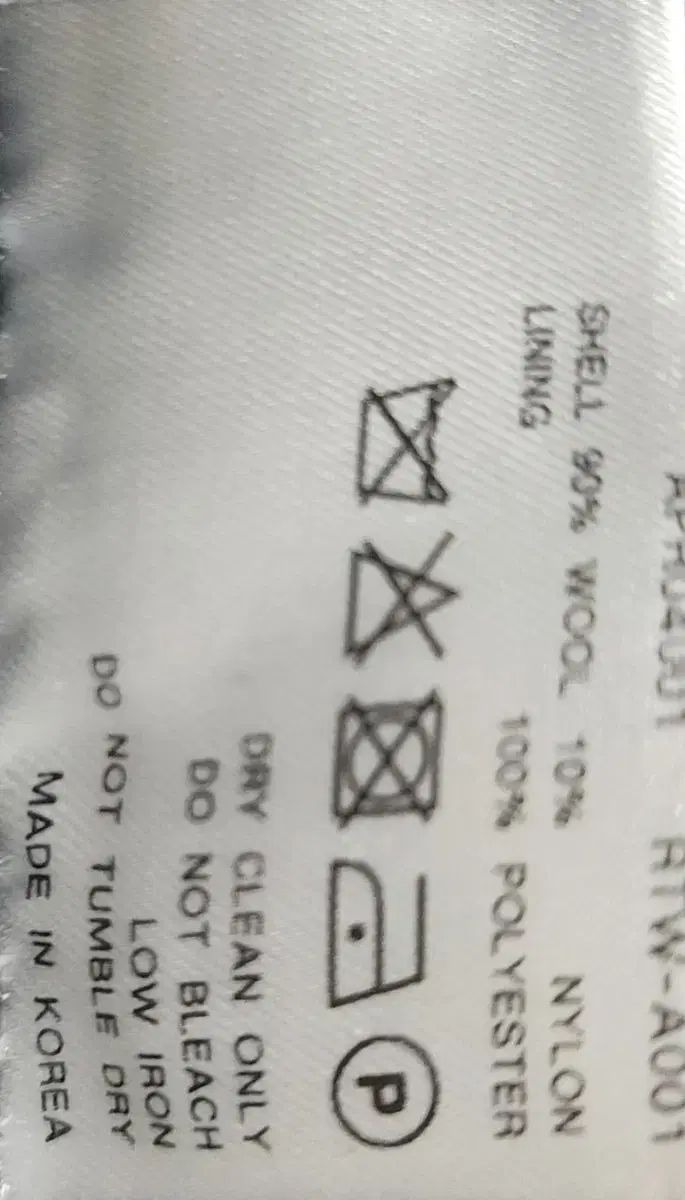 RTW-A001
SHELL 90% WOOL 10% NYLON
LINING 100% POLYESTER
P
DRY CLEAN ONLY
DO NOT BLEACH
LOW IRON
DO NOT TUMBLE DRY
MADE IN KOREA